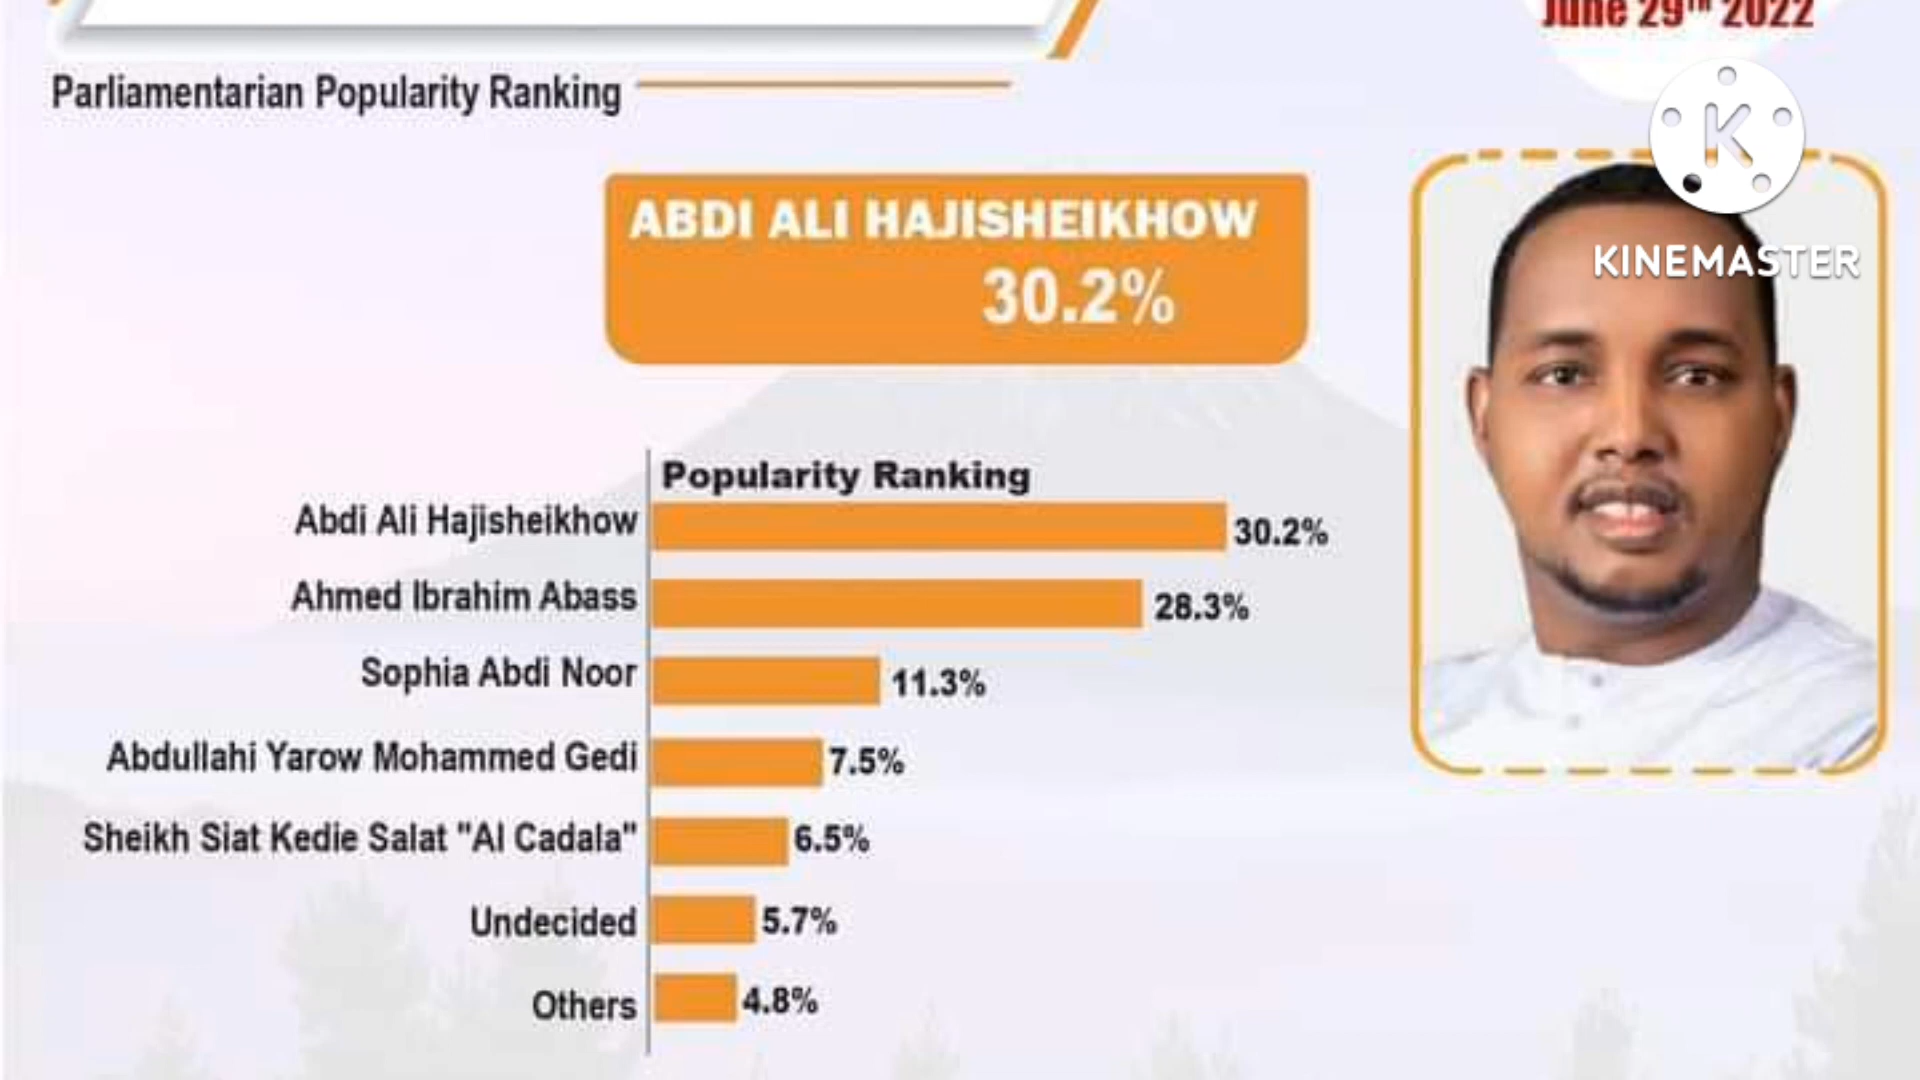 June 29TH 2022
Parliamentarian Popularity Ranking
K
KINEMASTER
ABDI ALI HAJISHEIKHOW
30.2%
Popularity Ranking
Abdi Ali Hajisheikhow 30.2%
Ahmed Ibrahim Abass 28.3%
Sophia Abdi Noor 11.3%
Abdullahi Yarow Mohammed Gedi 7.5%
Sheikh Siat Kedie Salat "Al Cadala" 6.5%
Undecided 5.7%
Others 4.8%